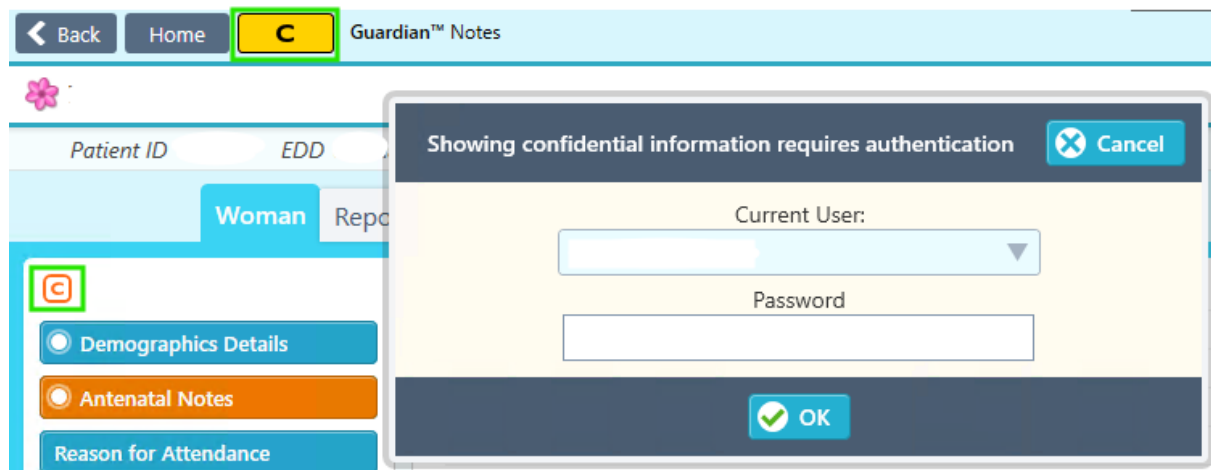 Back
Home
C
Guardian™ Notes
Patient ID
EDD
Showing confidential information requires authentication
Cancel
Woman
Current User:
Password
C
Demographics Details
Antenatal Notes
OK
Reason for Attendance